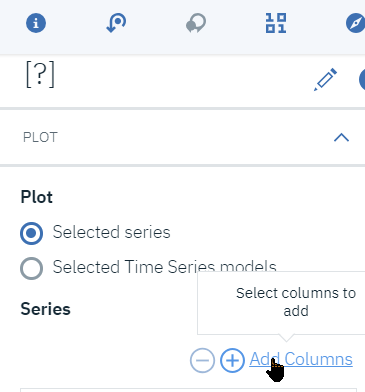 [?]
PLOT
Plot
Selected series
Selected Time Series models
Select columns to
add
Series
Add Columns